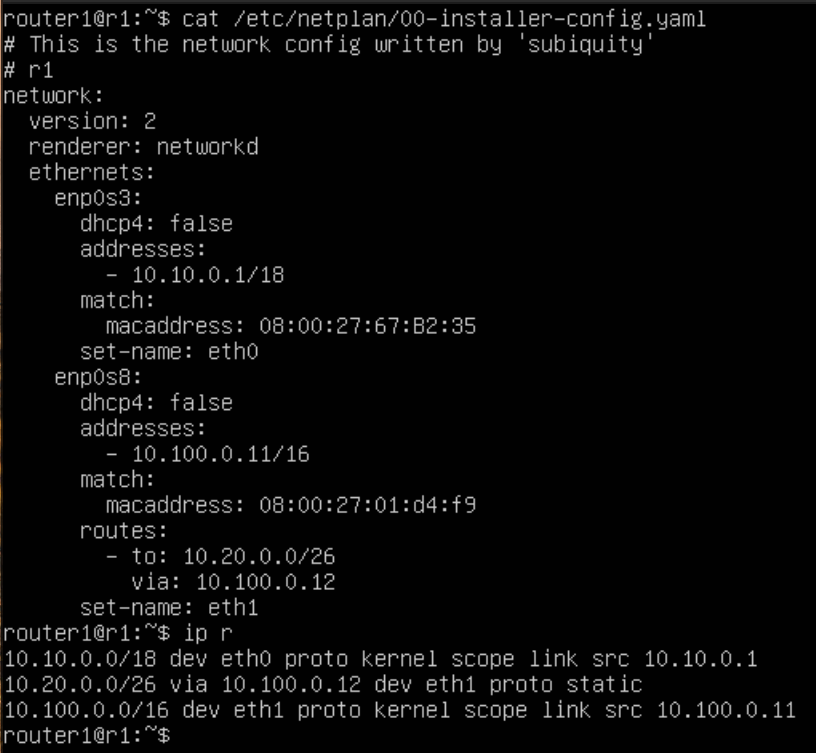 router1@r1:~$ cat /etc/netplan/00-installer-config.yaml
# This is the network config written by 'subiquity'
# r1
network:
  version: 2
  renderer: networkd
  ethernets:
    enp0s3:
      dhcp4: false
      addresses:
        - 10.10.0.1/18
      match:
        macaddress: 08:00:27:67:B2:35
      set-name: eth0
    enp0s8:
      dhcp4: false
      addresses:
        - 10.100.0.11/16
      match:
        macaddress: 08:00:27:01:d4:f9
      routes:
        - to: 10.20.0.0/26
          via: 10.100.0.12
      set-name: eth1
router1@r1:~$ ip r
10.10.0.0/18 dev eth0 proto kernel scope link src 10.10.0.1
10.20.0.0/26 via 10.100.0.12 dev eth1 proto static
10.100.0.0/16 dev eth1 proto kernel scope link src 10.100.0.11
router1@r1:~$